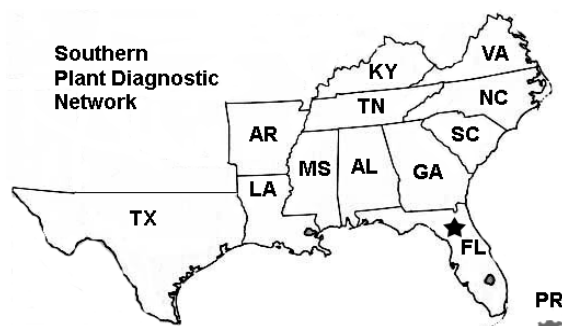 Southern
Plant Diagnostic
Network
VA
KY
NC
TN
AR
SC
MS
AL
GA
LA
TX
FL
PR